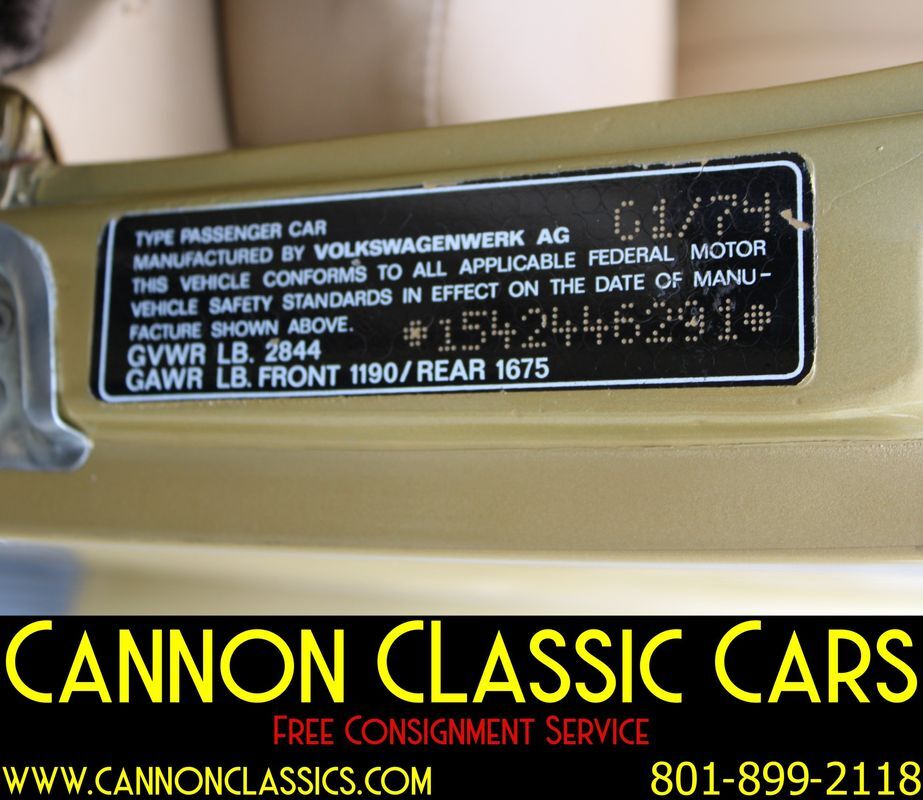 TYPE PASSENGER CAR 01/74
MANUFACTURED BY VOLKSWAGENWERK AG
THIS VEHICLE CONFORMS TO ALL APPLICABLE FEDERAL MOTOR
VEHICLE SAFETY STANDARDS IN EFFECT ON THE DATE OF MANU-
FACTURE SHOWN ABOVE.
GVWR LB. 2844
GAWR LB. FRONT 1190/REAR 1675
CANNON CLASSIC CARS
FREE CONSIGNMENT SERVICE
WWW.CANNONCLASSICS.COM 801-899-2118